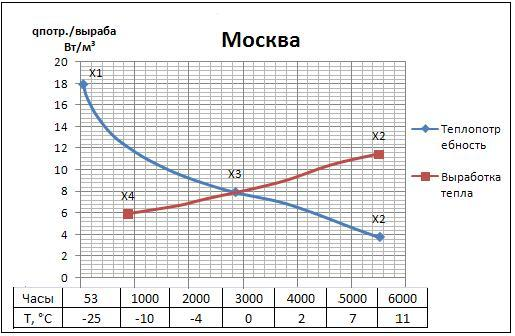 qпотр./выраба
Вт/м³
Москва
20
18
16
14
12
10
8
6
4
2
0
X1
X4
X3
X2
X2
Теплопотр
ебность
Выработка
тепла
Часы 53 1000 2000 3000 4000 5000 6000
Т, °С -25 -10 -4 0 2 7 11